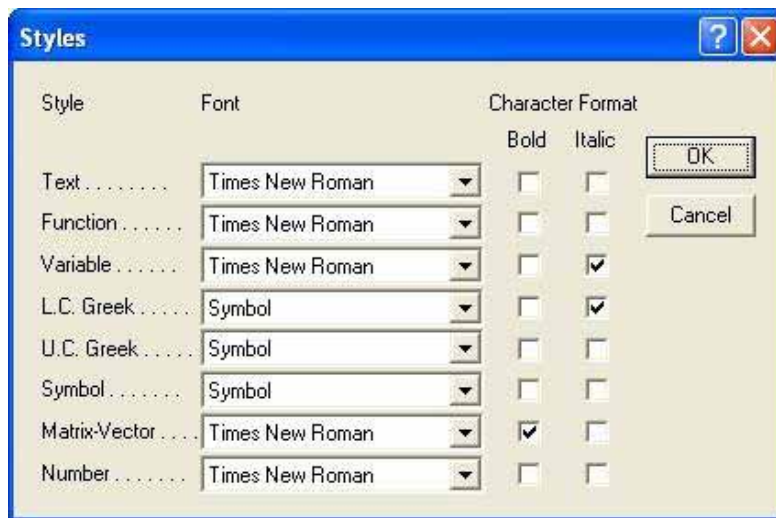 Styles
Style Font Character Format
Bold Italic
OK
Text . . . . . . . . Times New Roman
Function . . . . . . Times New Roman
Cancel
Variable . . . . . . Times New Roman
L.C. Greek . . . . . Symbol
U.C. Greek . . . . . Symbol
Symbol . . . . . . . Symbol
Matrix-Vector . . . . Times New Roman
Number . . . . . . . Times New Roman